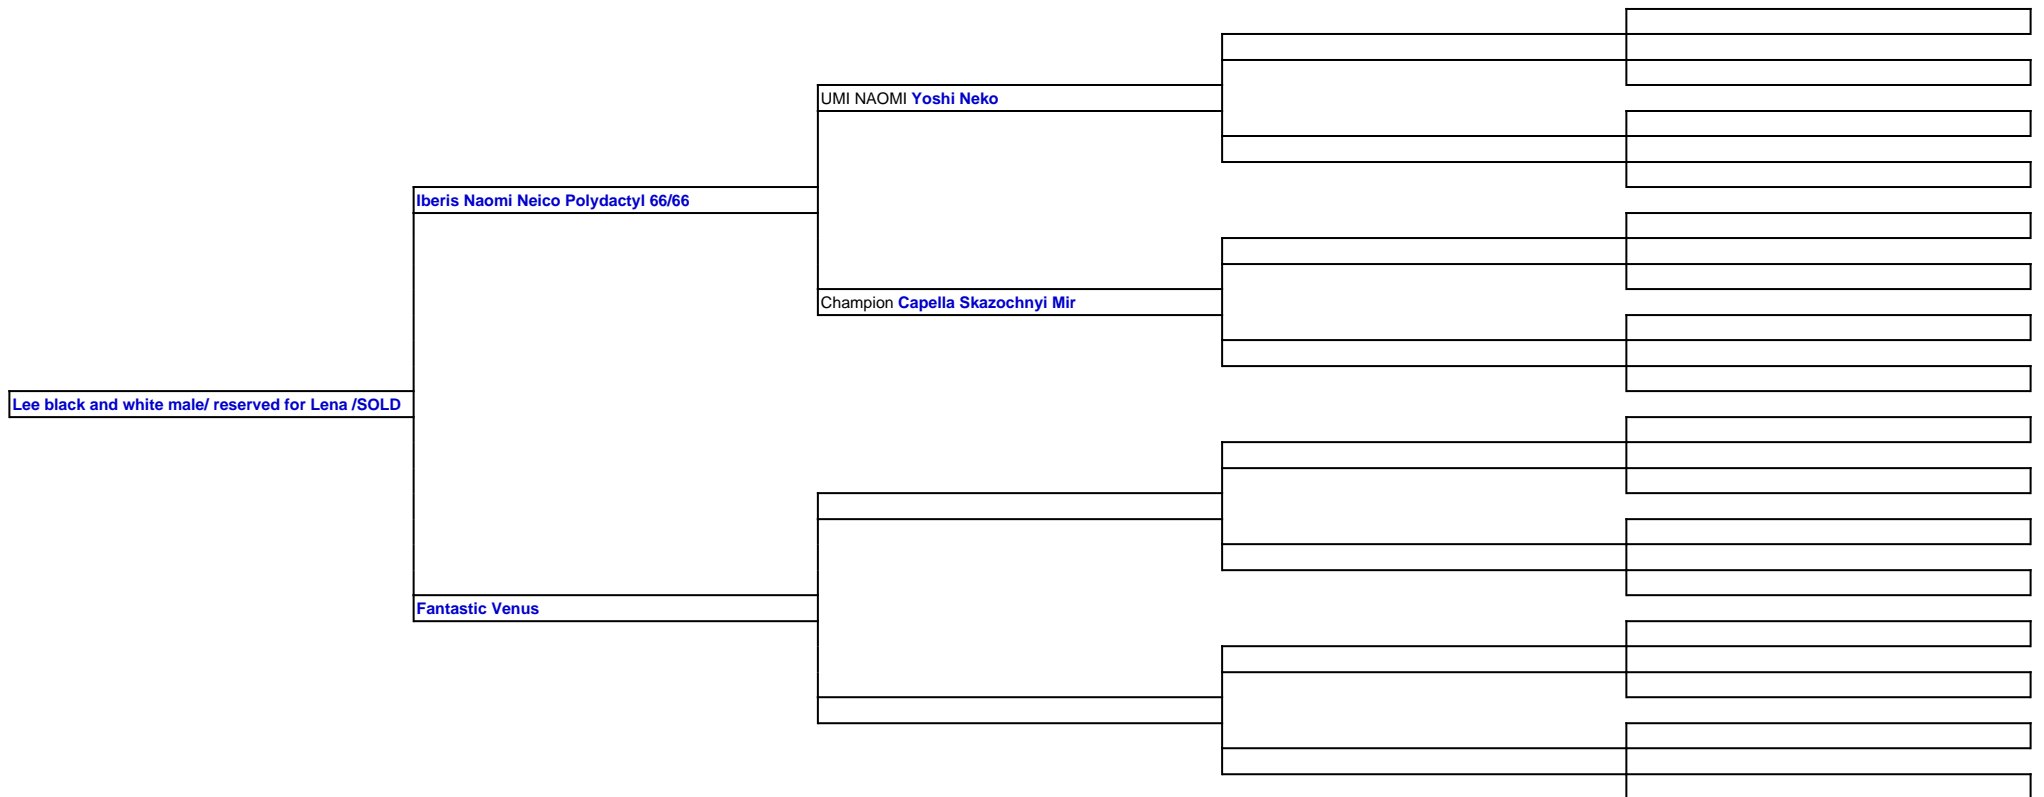 UMI NAOMI Yoshi Neko
Iberis Naomi Neico Polydactyl 66/66
Champion Capella Skazochnyi Mir
Lee black and white male/ reserved for Lena /SOLD
Fantastic Venus